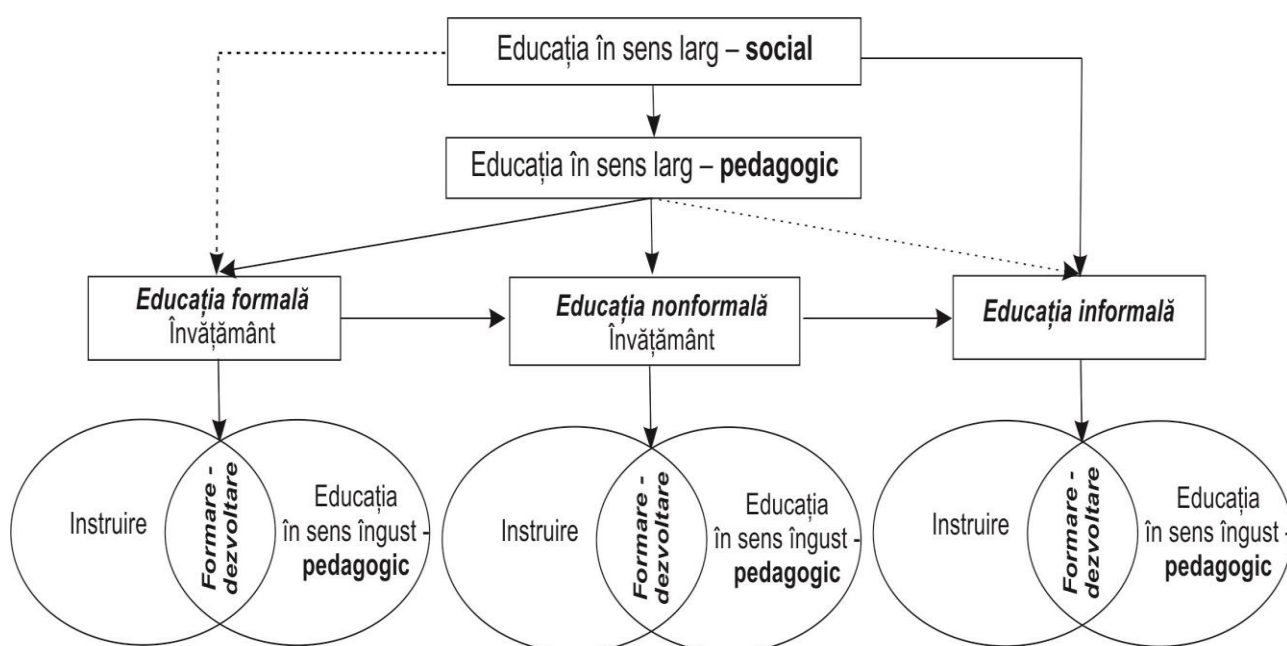 Educația în sens larg – social
Educația în sens larg – pedagogic
Educația formală
Învățământ
Educația nonformală
Învățământ
Educația informală
Instruire
Formare -
dezvoltare
Educația
în sens îngust -
pedagogic
Instruire
Formare -
dezvoltare
Educația
în sens îngust -
pedagogic
Instruire
Formare -
dezvoltare
Educația
în sens îngust -
pedagogic